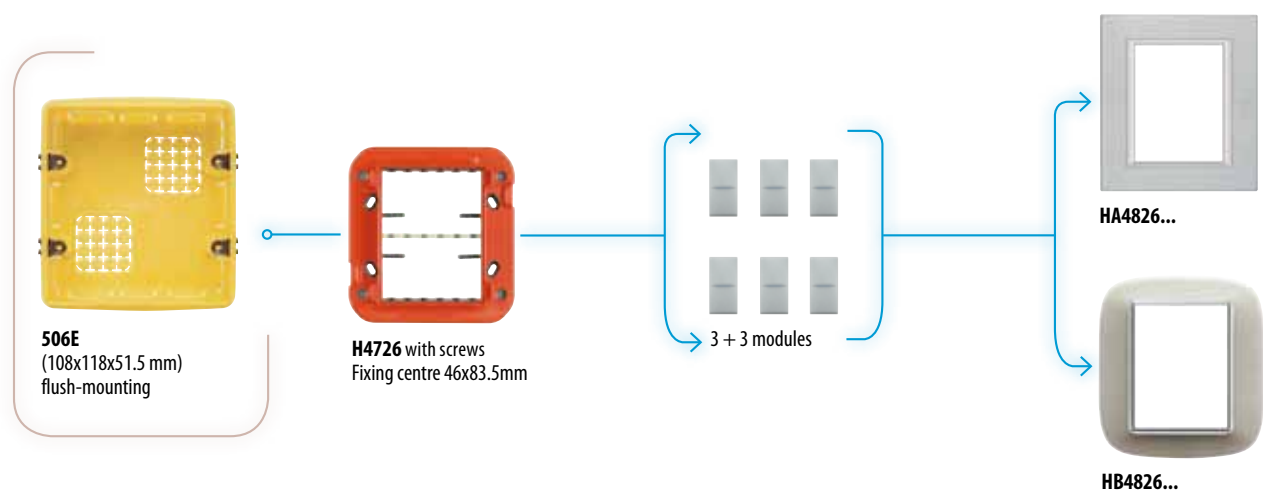 506E
(108x118x51.5 mm)
flush-mounting
H4726 with screws
Fixing centre 46x83.5mm
3 + 3 modules
HA4826...
HB4826...